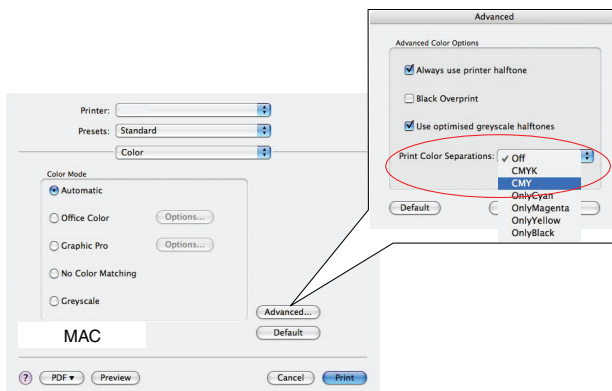 Advanced
Advanced Color Options
Always use printer halftone
Black Overprint
Use optimised greyscale halftones
Print Color Separations: ✓ Off
CMYK
CMY
OnlyCyan
OnlyMagenta
OnlyYellow
OnlyBlack
Default
Printer:
Presets: Standard
Color
Color Mode
Automatic
Office Color Options...
Graphic Pro Options...
No Color Matching
Greyscale
Advanced...
Default
MAC
? PDF ▾ Preview Cancel Print